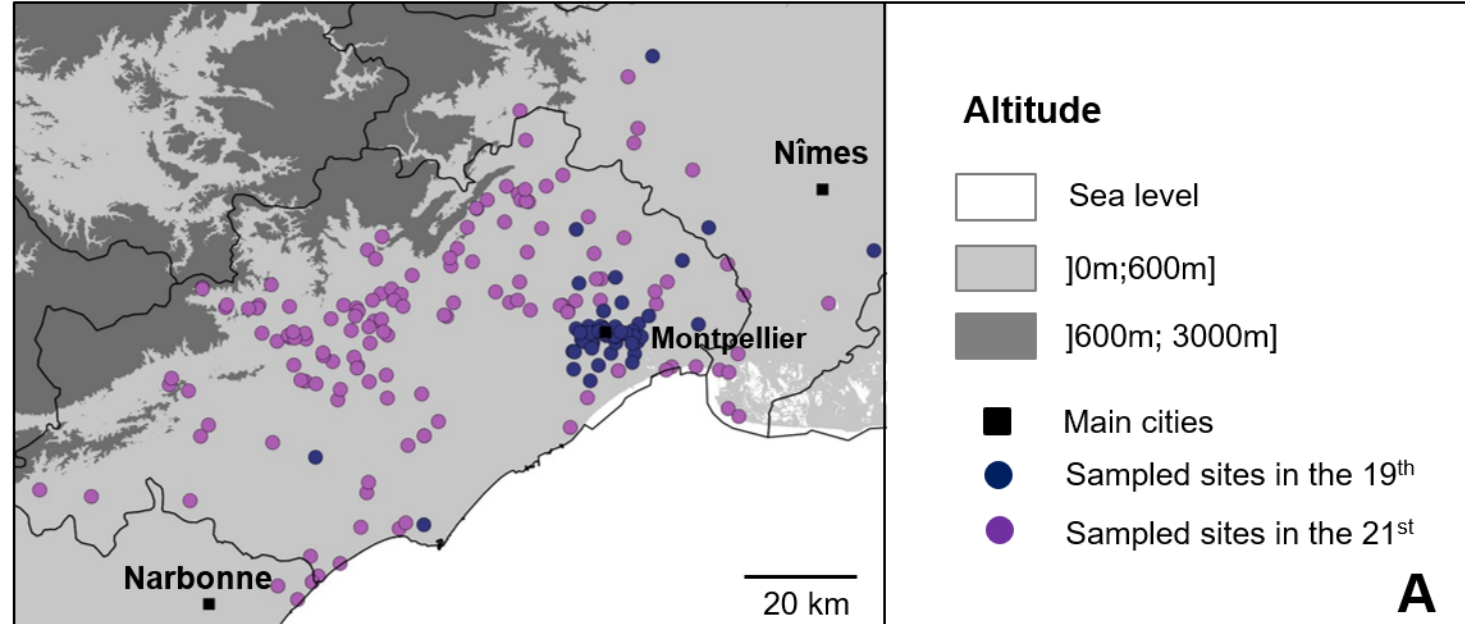 Nîmes
Montpellier
Narbonne
20 km
Altitude
Sea level
]0m;600m]
]600m; 3000m]
Main cities
Sampled sites in the 19th
Sampled sites in the 21st
A